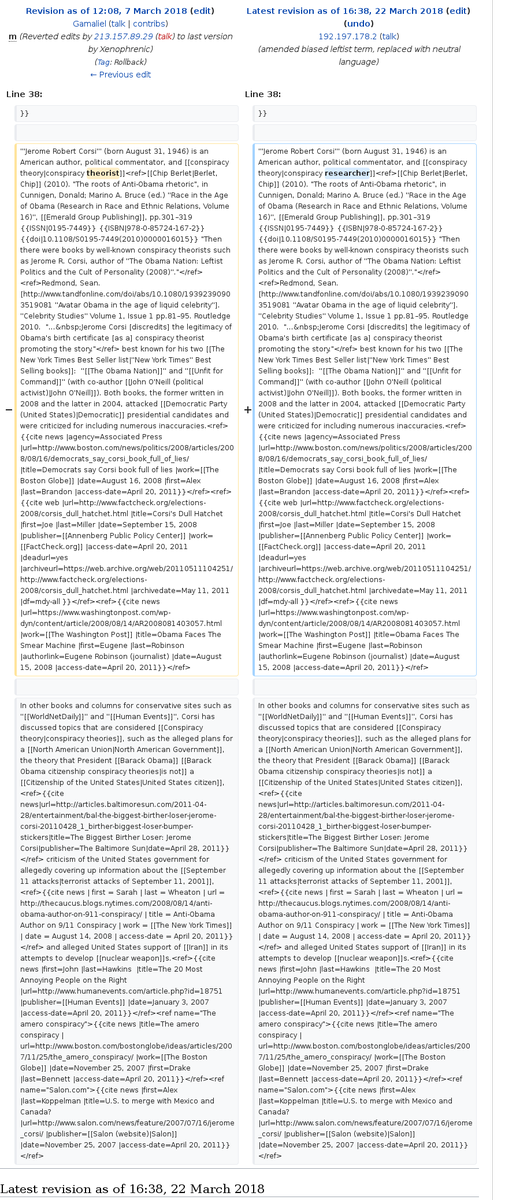 Revision as of 12:08, 7 March 2018 (edit)
Gamaliel (talk | contribs)
m (Reverted edits by 213.157.89.29 (talk) to last version
by Xenophrenic)
(Tag: Rollback)
← Previous edit
Latest revision as of 16:38, 22 March 2018 (edit)
(undo)
192.197.178.2 (talk)
(amended biased leftist term, replaced with neutral
language)
Line 38:
Line 38:
}}
}}
−
'''Jerome Robert Corsi''' (born August 31, 1946) is an
American author, political commentator, and [[conspiracy
theory|conspiracy theorist]]<ref>[[Chip Berlet|Berlet,
Chip]] (2010). "The roots of Anti-Obama rhetoric", in
Cunnigen, Donald; Marino A. Bruce (ed.) ''Race in the Age
of Obama (Research in Race and Ethnic Relations, Volume
16)'', [[Emerald Group Publishing]], pp.301–319
{{ISSN|0195-7449}} {{ISBN|978-0-85724-167-2}}
{{doi|10.1108/S0195-7449(2010)0000016015}} "Then
there were books by well-known conspiracy theorists such
as Jerome R. Corsi, author of ''The Obama Nation: Leftist
Politics and the Cult of Personality (2008)''."</ref>
<ref>Redmond, Sean.
[http://www.tandfonline.com/doi/abs/10.1080/1939239090
3519081 "Avatar Obama in the age of liquid celebrity"].
''Celebrity Studies'' Volume 1, Issue 1 pp.81–95. Routledge
2010. "...&nbsp;Jerome Corsi [discredits] the legitimacy of
Obama's birth certificate [as a] conspiracy theorist
promoting the story"</ref> best known for his two [[The
New York Times Best Seller list|''New York Times'' Best
Selling books]]: ''[[The Obama Nation]]'' and ''[[Unfit for
Command]]'' (with co-author [[John O'Neill (political
activist)|John O'Neill]]). Both books, the former written in
2008 and the latter in 2004, attacked [[Democratic Party
(United States)|Democratic]] presidential candidates and
were criticized for including numerous inaccuracies.<ref>
{{cite news |agency=Associated Press
|url=http://www.boston.com/news/politics/2008/articles/200
8/08/16/democrats_say_corsi_book_full_of_lies/
|title=Democrats say Corsi book full of lies |work=[[The
Boston Globe]] |date=August 16, 2008 |first=Alex
|last=Brandon |access-date=April 20, 2011}}</ref><ref>
{{cite web |url=http://www.factcheck.org/elections-
2008/corsis_dull_hatchet.html |title=Corsi's Dull Hatchet
|first=Joe |last=Miller |date=September 15, 2008
|publisher=[[Annenberg Public Policy Center]] |work=
[[FactCheck.org]] |access-date=April 20, 2011
|deadurl=yes
|archiveurl=https://web.archive.org/web/20110511104251/
http://www.factcheck.org/elections-
2008/corsis_dull_hatchet.html |archivedate=May 11, 2011
|df=mdy-all }}</ref><ref>{{cite news
|url=https://www.washingtonpost.com/wp-
dyn/content/article/2008/08/14/AR2008081403057.html
|work=[[The Washington Post]] |title=Obama Faces The
Smear Machine |first=Eugene |last=Robinson
|authorlink=Eugene Robinson (journalist) |date=August
15, 2008 |access-date=April 20, 2011}}</ref>
+
'''Jerome Robert Corsi''' (born August 31, 1946) is an
American author, political commentator, and [[conspiracy
theory|conspiracy researcher]]<ref>[[Chip Berlet|Berlet,
Chip]] (2010). "The roots of Anti-Obama rhetoric", in
Cunnigen, Donald; Marino A. Bruce (ed.) ''Race in the Age
of Obama (Research in Race and Ethnic Relations, Volume
16)'', [[Emerald Group Publishing]], pp.301–319
{{ISSN|0195-7449}} {{ISBN|978-0-85724-167-2}}
{{doi|10.1108/S0195-7449(2010)0000016015}} "Then
there were books by well-known conspiracy theorists such
as Jerome R. Corsi, author of ''The Obama Nation: Leftist
Politics and the Cult of Personality (2008)''."</ref>
<ref>Redmond, Sean.
[http://www.tandfonline.com/doi/abs/10.1080/1939239090
3519081 "Avatar Obama in the age of liquid celebrity"].
''Celebrity Studies'' Volume 1, Issue 1 pp.81–95. Routledge
2010. "...&nbsp;Jerome Corsi [discredits] the legitimacy of
Obama's birth certificate [as a] conspiracy theorist
promoting the story"</ref> best known for his two [[The
New York Times Best Seller list|''New York Times'' Best
Selling books]]: ''[[The Obama Nation]]'' and ''[[Unfit for
Command]]'' (with co-author [[John O'Neill (political
activist)|John O'Neill]]). Both books, the former written in
2008 and the latter in 2004, attacked [[Democratic Party
(United States)|Democratic]] presidential candidates and
were criticized for including numerous inaccuracies.<ref>
{{cite news |agency=Associated Press
|url=http://www.boston.com/news/politics/2008/articles/200
8/08/16/democrats_say_corsi_book_full_of_lies/
|title=Democrats say Corsi book full of lies |work=[[The
Boston Globe]] |date=August 16, 2008 |first=Alex
|last=Brandon |access-date=April 20, 2011}}</ref><ref>
{{cite web |url=http://www.factcheck.org/elections-
2008/corsis_dull_hatchet.html |title=Corsi's Dull Hatchet
|first=Joe |last=Miller |date=September 15, 2008
|publisher=[[Annenberg Public Policy Center]] |work=
[[FactCheck.org]] |access-date=April 20, 2011
|deadurl=yes
|archiveurl=https://web.archive.org/web/20110511104251/
http://www.factcheck.org/elections-
2008/corsis_dull_hatchet.html |archivedate=May 11, 2011
|df=mdy-all }}</ref><ref>{{cite news
|url=https://www.washingtonpost.com/wp-
dyn/content/article/2008/08/14/AR2008081403057.html
|work=[[The Washington Post]] |title=Obama Faces The
Smear Machine |first=Eugene |last=Robinson
|authorlink=Eugene Robinson (journalist) |date=August
15, 2008 |access-date=April 20, 2011}}</ref>
In other books and columns for conservative sites such as
''[[WorldNetDaily]]'' and ''[[Human Events]]'', Corsi has
discussed topics that are considered [[Conspiracy
theory|conspiracy theories]], such as the alleged plans for
a [[North American Union|North American Government]],
the theory that President [[Barack Obama]] [[Barack
Obama citizenship conspiracy theories|is not]] a
[[Citizenship of the United States|United States citizen]],
<ref>{{cite
news|url=http://articles.baltimoresun.com/2011-04-
28/entertainment/bal-the-biggest-birther-loser-jerome-
corsi-20110428_1_birther-biggest-loser-bumper-
stickers|title=The Biggest Birther Loser: Jerome
Corsi|publisher=The Baltimore Sun|date=April 28, 2011}}
</ref> criticism of the United States government for
allegedly covering up information about the [[September
11 attacks|terrorist attacks of September 11, 2001]],
<ref>{{cite news | first = Sarah | last = Wheaton | url =
http://thecaucus.blogs.nytimes.com/2008/08/14/anti-
obama-author-on-911-conspiracy/ | title = Anti-Obama
Author on 9/11 Conspiracy | work = [[The New York Times]]
| date = August 14, 2008 | access-date = April 20, 2011}}
</ref> and alleged United States support of [[Iran]] in its
attempts to develop [[nuclear weapon]]s.<ref>{{cite
news |first=John |last=Hawkins |title=The 20 Most
Annoying People on the Right
|url=http://www.humanevents.com/article.php?id=18751
|publisher=[[Human Events]] |date=January 3, 2007
|access-date=April 20, 2011}}</ref><ref name="The
amero conspiracy">{{cite news |title=The amero
conspiracy |
url=http://www.boston.com/bostonglobe/ideas/articles/200
7/11/25/the_amero_conspiracy/ |work=[[The Boston
Globe]] |date=November 25, 2007 |first=Drake
|last=Bennett |access-date=April 20, 2011}}</ref><ref
name="Salon.com">{{cite news |first=Alex
|last=Koppelman |title=U.S. to merge with Mexico and
Canada?
|url=http://www.salon.com/news/feature/2007/07/16/jerome
_corsi/ |publisher=[[Salon (website)|Salon]]
|date=November 25, 2007 |access-date=April 20, 2011}}
</ref>
In other books and columns for conservative sites such as
''[[WorldNetDaily]]'' and ''[[Human Events]]'', Corsi has
discussed topics that are considered [[Conspiracy
theory|conspiracy theories]], such as the alleged plans for
a [[North American Union|North American Government]],
the theory that President [[Barack Obama]] [[Barack
Obama citizenship conspiracy theories|is not]] a
[[Citizenship of the United States|United States citizen]],
<ref>{{cite
news|url=http://articles.baltimoresun.com/2011-04-
28/entertainment/bal-the-biggest-birther-loser-jerome-
corsi-20110428_1_birther-biggest-loser-bumper-
stickers|title=The Biggest Birther Loser: Jerome
Corsi|publisher=The Baltimore Sun|date=April 28, 2011}}
</ref> criticism of the United States government for
allegedly covering up information about the [[September
11 attacks|terrorist attacks of September 11, 2001]],
<ref>{{cite news | first = Sarah | last = Wheaton | url =
http://thecaucus.blogs.nytimes.com/2008/08/14/anti-
obama-author-on-911-conspiracy/ | title = Anti-Obama
Author on 9/11 Conspiracy | work = [[The New York Times]]
| date = August 14, 2008 | access-date = April 20, 2011}}
</ref> and alleged United States support of [[Iran]] in its
attempts to develop [[nuclear weapon]]s.<ref>{{cite
news |first=John |last=Hawkins |title=The 20 Most
Annoying People on the Right
|url=http://www.humanevents.com/article.php?id=18751
|publisher=[[Human Events]] |date=January 3, 2007
|access-date=April 20, 2011}}</ref><ref name="The
amero conspiracy">{{cite news |title=The amero
conspiracy |
url=http://www.boston.com/bostonglobe/ideas/articles/200
7/11/25/the_amero_conspiracy/ |work=[[The Boston
Globe]] |date=November 25, 2007 |first=Drake
|last=Bennett |access-date=April 20, 2011}}</ref><ref
name="Salon.com">{{cite news |first=Alex
|last=Koppelman |title=U.S. to merge with Mexico and
Canada?
|url=http://www.salon.com/news/feature/2007/07/16/jerome
_corsi/ |publisher=[[Salon (website)|Salon]]
|date=November 25, 2007 |access-date=April 20, 2011}}
</ref>
Latest revision as of 16:38, 22 March 2018